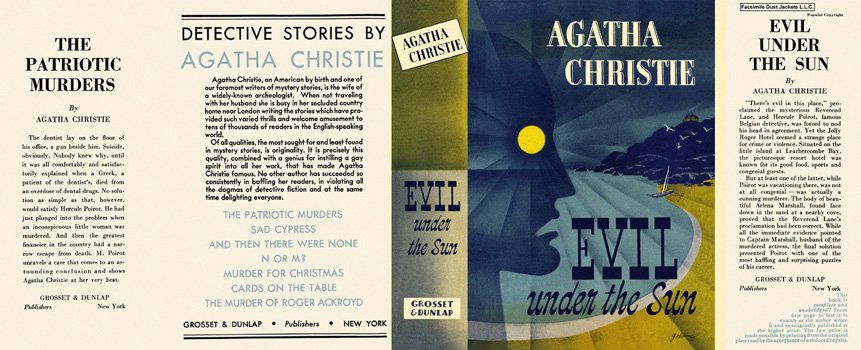 THE
PATRIOTIC
MURDERS
By
AGATHA CHRISTIE
The dentist lay on the floor of
his office, a gun beside him. Suicide,
obviously. Nobody knew why, until
it was all comfortably and satisfac-
torily explained when a Greek, a
patient of the dentist's, died from
an overdose of dental drugs. No solu-
tion as simple as that, however,
would satisfy Hercule Poirot. He had
just plunged into the problem when
an inconspicuous little woman was
murdered. And then the greatest
financier in the country had a nar-
row escape from death. M. Poirot
unravels a case that comes to an as-
tounding conclusion and shows
Agatha Christie at her very beat.
GROSSET & DUNLAP
Publishers New York
DETECTIVE STORIES BY
AGATHA CHRISTIE
Agatha Christie, an American by birth and one of
our foremost writers of mystery stories, is the wife of
a widely-known archeologist. When not traveling
with her husband she is busy in her secluded country
home near London writing the stories which have pro-
vided such varied thrills and welcome amusement to
tens of thousands of readers in the English-speaking
world.
Of all qualities, the most sought for and least found
in mystery stories, is originality. It is precisely this
quality, combined with a genius for instilling a gay
spirit into all her work, that has made Agatha
Christie famous. No other author has succeeded so
consistently in baffling her readers, in violating all
the dogmas of detective fiction and at the same
time delighting everyone.
THE PATRIOTIC MURDERS
SAD CYPRESS
AND THEN THERE WERE NONE
N OR M?
MURDER FOR CHRISTMAS
CARDS ON THE TABLE
THE MURDER OF ROGER ACKROYD
GROSSET & DUNLAP • Publishers • NEW YORK
AGATHA
CHRISTIE
EVIL
under
the Sun
GROSSET
& DUNLAP
AGATHA
CHRISTIE
EVIL
under the Sun
Facsimile Dust Jackets L.L.C.
Popular Copyright
EVIL
UNDER
THE SUN
By
AGATHA CHRISTIE
"There's evil in this place," pro-
claimed the mysterious Reverend
Lane, and Hercule Poirot, famous
Belgian detective, was forced to nod
his head in agreement. Yet the Jolly
Roger Hotel seemed a strange place
for crime or violence. Situated on the
little island at Leathercombe Bay,
the picturesque resort hotel was
known for its good food, sports and
congenial guests.
But at least one of the latter, while
Poirot was vacationing there, was not
at all congenial — was actually a
cunning murderer. The body of beau-
tiful Arlena Marshall, found face
down in the sand at a nearby cove,
proved that the Reverend Lane's
proclamation had been correct. While
all the immediate evidence pointed
to Captain Marshall, husband of the
murdered actress, the final solution
presented Poirot with one of the
most baffling and surprising puzzles
of his career.
GROSSET & DUNLAP
Publishers New York
This
book is
complete and
unabridged! From
first page to last it is
exactly as the author wrote
it and as originally published at
the higher price. The low price is
made possible by printing from the original
plates and by the acceptance of a reduced royalty.